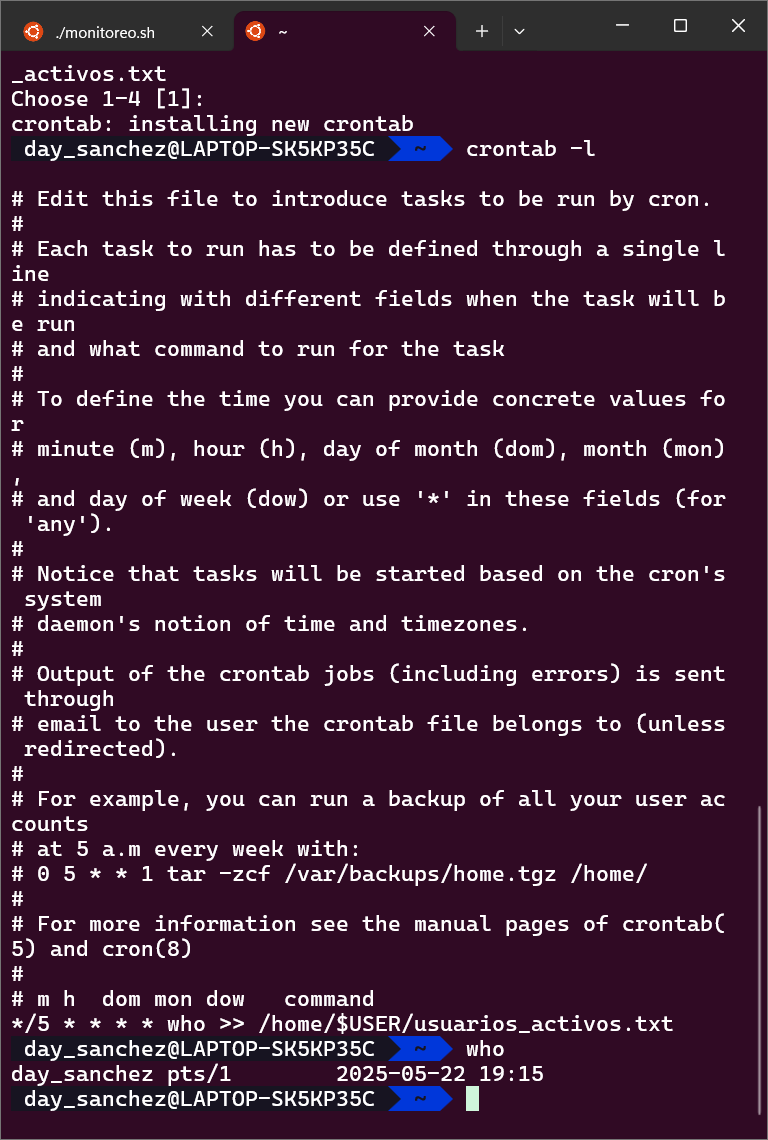 ./monitoreo.sh
~
_activos.txt
Choose 1-4 [1]:
crontab: installing new crontab
day_sanchez@LAPTOP-SK5KP35C ~ crontab -l
# Edit this file to introduce tasks to be run by cron.
#
# Each task to run has to be defined through a single l
ine
# indicating with different fields when the task will b
e run
# and what command to run for the task
#
# To define the time you can provide concrete values fo
r
# minute (m), hour (h), day of month (dom), month (mon)
,
# and day of week (dow) or use '*' in these fields (for
 'any').
#
# Notice that tasks will be started based on the cron's
 system
# daemon's notion of time and timezones.
#
# Output of the crontab jobs (including errors) is sent
 through
# email to the user the crontab file belongs to (unless
 redirected).
#
# For example, you can run a backup of all your user ac
counts
# at 5 a.m every week with:
# 0 5 * * 1 tar -zcf /var/backups/home.tgz /home/
#
# For more information see the manual pages of crontab(
5) and cron(8)
#
# m h  dom mon dow   command
*/5 * * * * who >> /home/$USER/usuarios_activos.txt
day_sanchez@LAPTOP-SK5KP35C ~ who
day_sanchez pts/1        2025-05-22 19:15
day_sanchez@LAPTOP-SK5KP35C ~